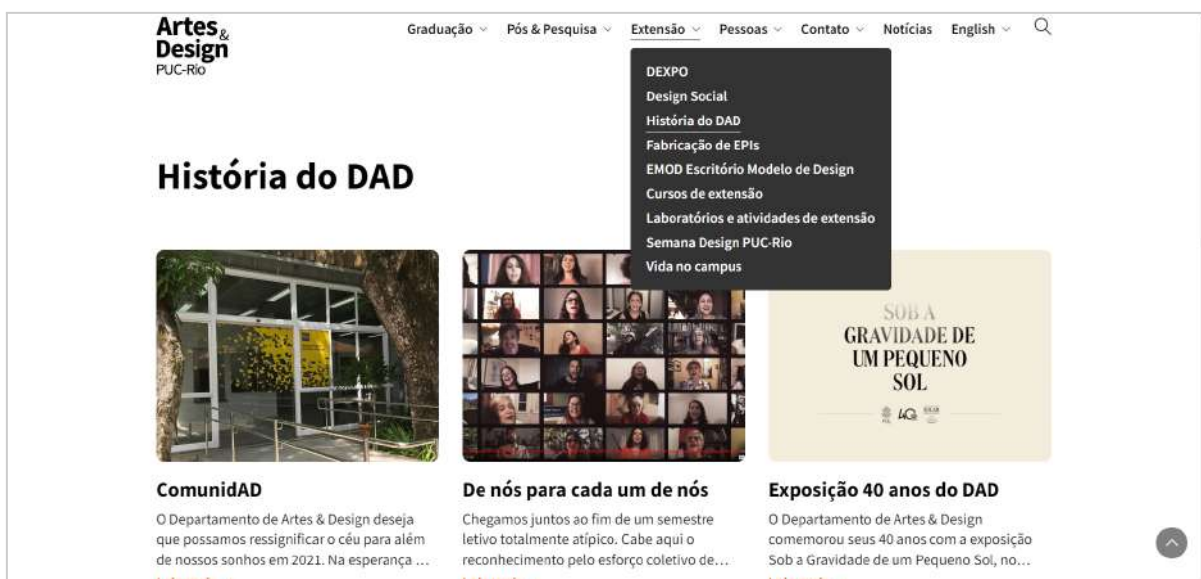 Artes&
Design
PUC-Rio
Graduação Pós & Pesquisa Extensão Pessoas Contato Notícias English
DEXPO
Design Social
História do DAD
Fabricação de EPIs
EMOD Escritório Modelo de Design
Cursos de extensão
Laboratórios e atividades de extensão
Semana Design PUC-Rio
Vida no campus
História do DAD
SOB A
GRAVIDADE DE
UM PEQUENO
SOL
ComunidAD
O Departamento de Artes & Design deseja
que possamos ressignificar o céu para além
de nossos sonhos em 2021. Na esperança ...
De nós para cada um de nós
Chegamos juntos ao fim de um semestre
letivo totalmente atípico. Cabe aqui o
reconhecimento pelo esforço coletivo de...
Exposição 40 anos do DAD
O Departamento de Artes & Design
comemorou seus 40 anos com a exposição
Sob a Gravidade de um Pequeno Sol, no...